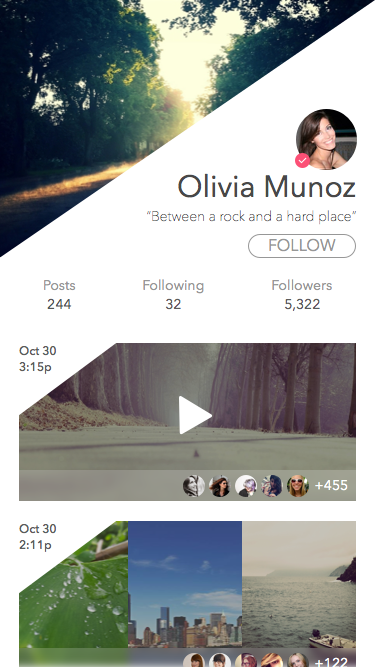 Olivia Munoz
“Between a rock and a hard place”
FOLLOW
Posts Following Followers
244 32 5,322
Oct 30
3:15p
+455
Oct 30
2:11p
+122